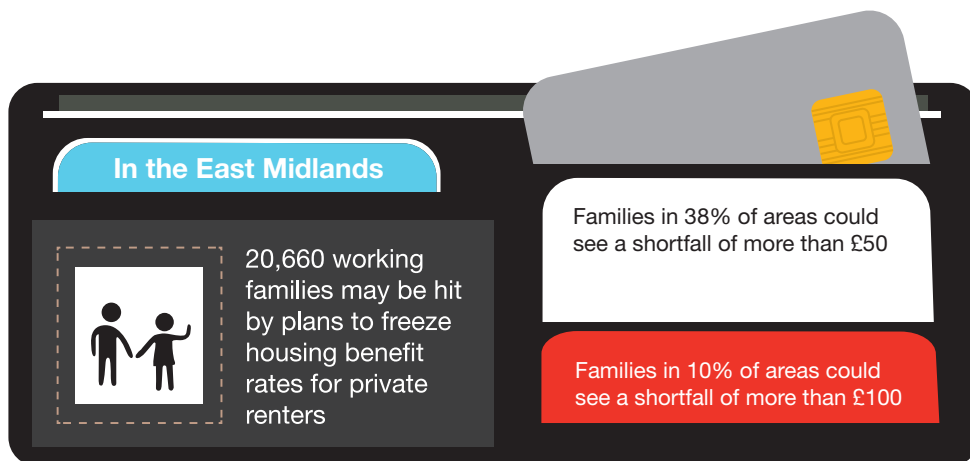 In the East Midlands
20,660 working
families may be hit
by plans to freeze
housing benefit
rates for private
renters
Families in 38% of areas could
see a shortfall of more than £50
Families in 10% of areas could
see a shortfall of more than £100